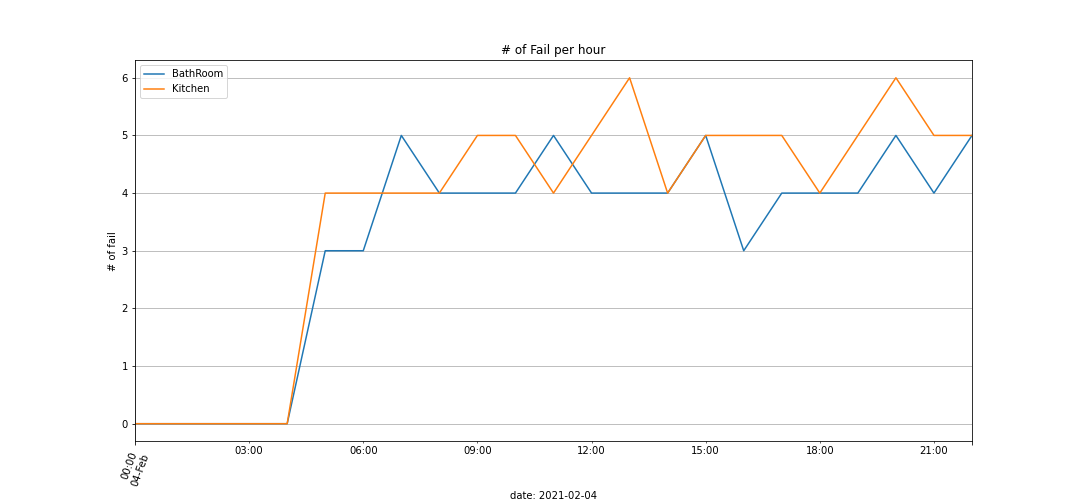 # of Fail per hour
BathRoom
Kitchen
6
5
4
3
2
1
0
# of fail
00:00
04-Feb
03:00
06:00
09:00
12:00
15:00
18:00
21:00
date: 2021-02-04